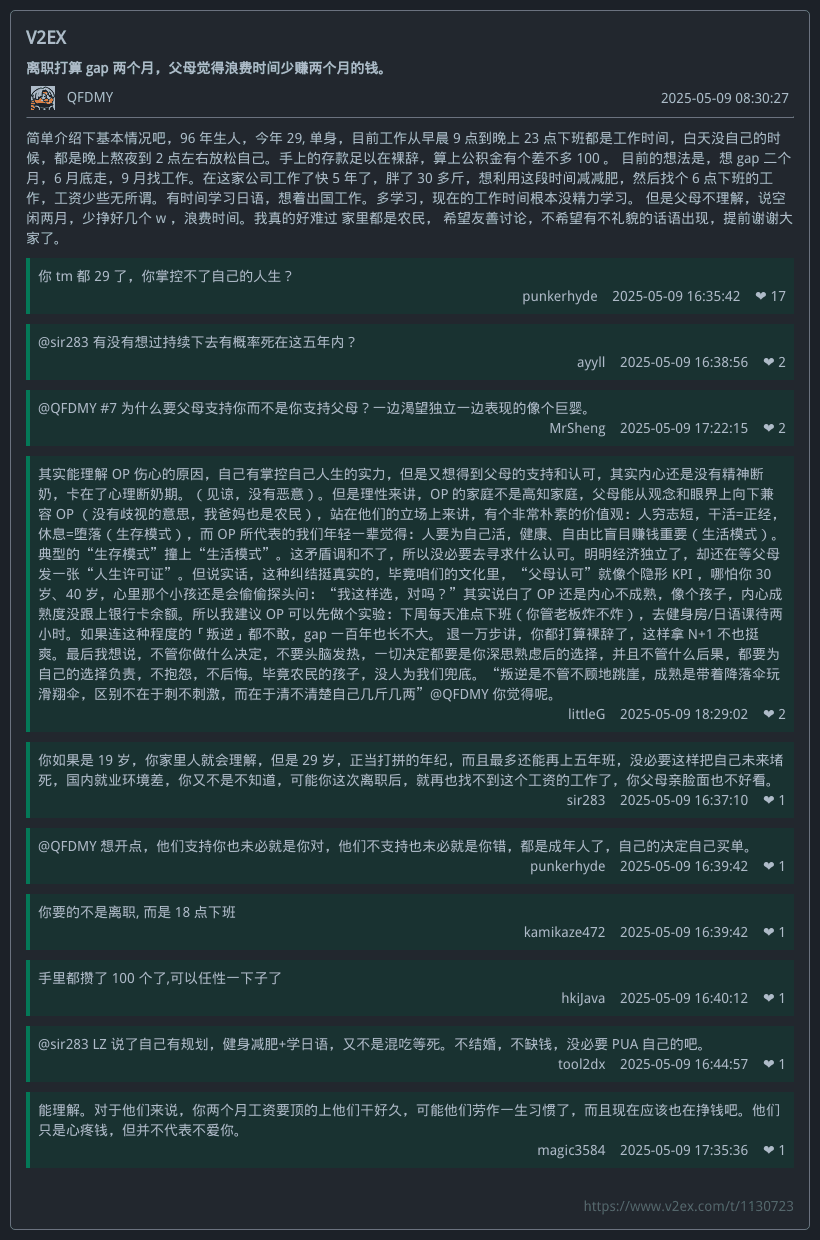 V2EX
离职打算 gap 两个月，父母觉得浪费时间少赚两个月的钱。
QFDMY
2025-05-09 08:30:27
简单介绍下基本情况吧，96 年生人，今年 29, 单身，目前工作从早晨 9 点到晚上 23 点下班都是工作时间，白天没自己的时
候，都是晚上熬夜到 2 点左右放松自己。手上的存款足以在裸辞，算上公积金有个差不多 100 。 目前的想法是，想 gap 二个
月，6 月底走，9 月找工作。在这家公司工作了快 5 年了，胖了 30 多斤，想利用这段时间减减肥，然后找个 6 点下班的工
作，工资少些无所谓。有时间学习日语，想着出国工作。多学习，现在的工作时间根本没精力学习。 但是父母不理解，说空
闲两月，少挣好几个 w ，浪费时间。我真的好难过 家里都是农民， 希望友善讨论，不希望有不礼貌的话语出现，提前谢谢大
家了。
你 tm 都 29 了，你掌控不了自己的人生？
punkerhyde 2025-05-09 16:35:42 ❤ 17
@sir283 有没有想过持续下去有概率死在这五年内？
ayyll 2025-05-09 16:38:56 ❤ 2
@QFDMY #7 为什么要父母支持你而不是你支持父母？一边渴望独立一边表现的像个巨婴。
MrSheng 2025-05-09 17:22:15 ❤ 2
其实能理解 OP 伤心的原因，自己有掌控自己人生的实力，但是又想得到父母的支持和认可，其实内心还是没有精神断
奶，卡在了心理断奶期。（见谅，没有恶意）。但是理性来讲，OP 的家庭不是高知家庭，父母能从观念和眼界上向下兼
容 OP （没有歧视的意思，我爸妈也是农民），站在他们的立场上来讲，有个非常朴素的价值观：人穷志短，干活=正经，
休息=堕落（生存模式），而 OP 所代表的我们年轻一辈觉得：人要为自己活，健康、自由比盲目赚钱重要（生活模式）。
典型的“生存模式”撞上“生活模式”。这矛盾调和不了，所以没必要去寻求什么认可。明明经济独立了，却还在等父母
发一张“人生许可证”。但说实话，这种纠结挺真实的，毕竟咱们的文化里，“父母认可”就像个隐形 KPI ，哪怕你 30
岁、40 岁，心里那个小孩还是会偷偷探头问：“我这样选，对吗？”其实说白了 OP 还是内心不成熟，像个孩子，内心成
熟度没跟上银行卡余额。所以我建议 OP 可以先做个实验：下周每天准点下班（你管老板炸不炸），去健身房/日语课待两
小时。如果连这种程度的「叛逆」都不敢，gap 一百年也长不大。 退一万步讲，你都打算裸辞了，这样拿 N+1 不也挺
爽。最后我想说，不管你做什么决定，不要头脑发热，一切决定都要是你深思熟虑后的选择，并且不管什么后果，都要为
自己的选择负责，不抱怨，不后悔。毕竟农民的孩子，没人为我们兜底。“叛逆是不管不顾地跳崖，成熟是带着降落伞玩
滑翔伞，区别不在于刺不刺激，而在于清不清楚自己几斤几两”@QFDMY 你觉得呢。
littleG 2025-05-09 18:29:02 ❤ 2
你如果是 19 岁，你家里人就会理解，但是 29 岁，正当打拼的年纪，而且最多还能再上五年班，没必要这样把自己未来堵
死，国内就业环境差，你又不是不知道，可能你这次离职后，就再也找不到这个工资的工作了，你父母亲脸面也不好看。
sir283 2025-05-09 16:37:10 ❤ 1
@QFDMY 想开点，他们支持你也未必就是你对，他们不支持也未必就是你错，都是成年人了，自己的决定自己买单。
punkerhyde 2025-05-09 16:39:42 ❤ 1
你要的不是离职, 而是 18 点下班
kamikaze472 2025-05-09 16:39:42 ❤ 1
手里都攒了 100 个了,可以任性一下子了
hkiJava 2025-05-09 16:40:12 ❤ 1
@sir283 LZ 说了自己有规划，健身减肥+学日语，又不是混吃等死。不结婚，不缺钱，没必要 PUA 自己的吧。
tool2dx 2025-05-09 16:44:57 ❤ 1
能理解。对于他们来说，你两个月工资要顶的上他们干好久，可能他们劳作一生习惯了，而且现在应该也在挣钱吧。他们
只是心疼钱，但并不代表不爱你。
magic3584 2025-05-09 17:35:36 ❤ 1
https://www.v2ex.com/t/1130723